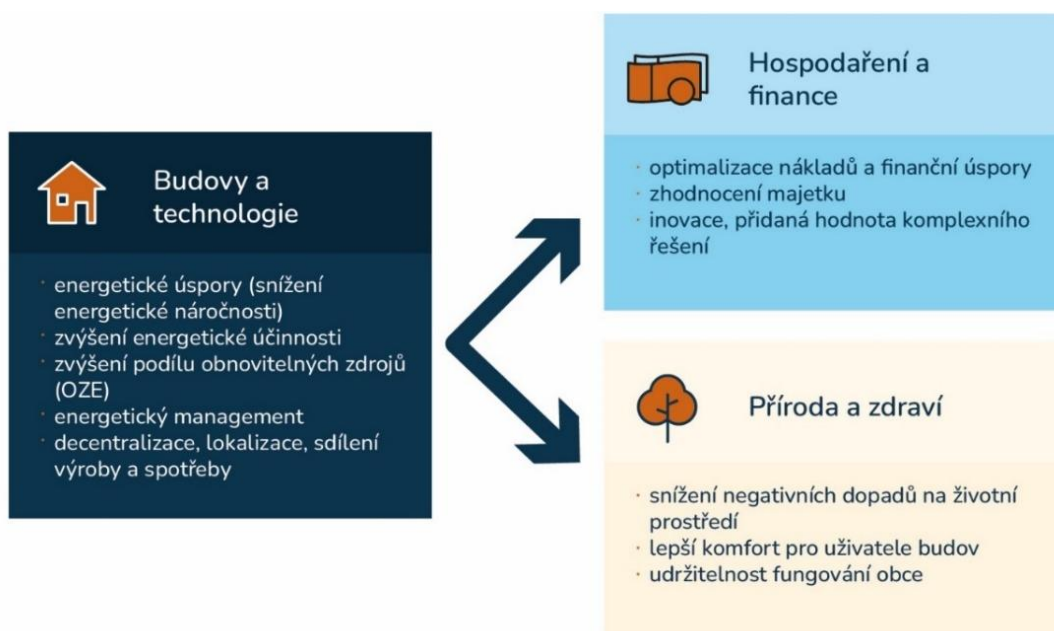 Budovy a
technologie
· energetické úspory (snížení
energetické náročnosti)
· zvýšení energetické účinnosti
· zvýšení podílu obnovitelných zdrojů
(OZE)
· energetický management
· decentralizace, lokalizace, sdílení
výroby a spotřeby
Hospodaření a
finance
· optimalizace nákladů a finanční úspory
· zhodnocení majetku
· inovace, přidaná hodnota komplexního
řešení
Příroda a zdraví
· snížení negativních dopadů na životní
prostředí
· lepší komfort pro uživatele budov
· udržitelnost fungování obce